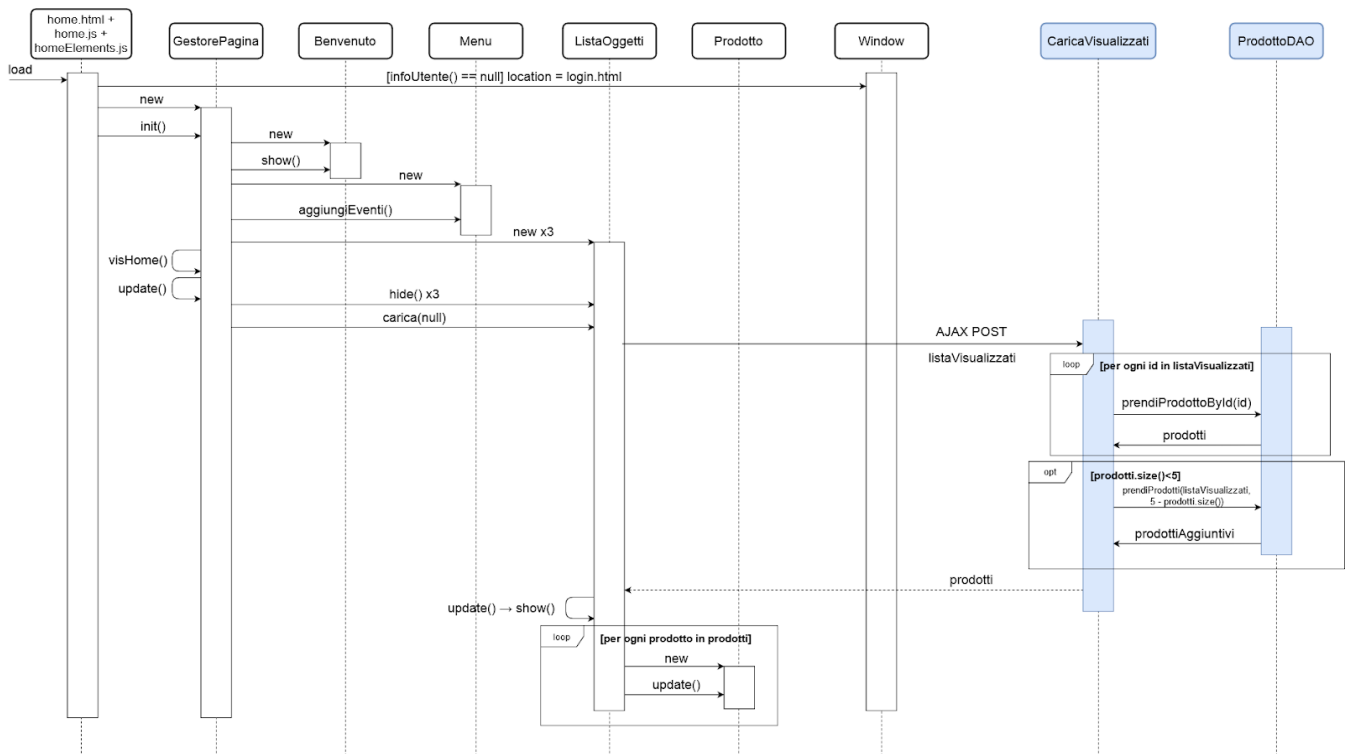 home.html +
home.js +
homeElements.js
GestorePagina
Benvenuto
Menu
ListaOggetti
Prodotto
Window
CaricaVisualizzati
ProdottoDAO
load
[infoUtente() == null] location = login.html
new
init()
new
show()
new
aggiungiEventi()
new x3
visHome()
update()
hide() x3
carica(null)
AJAX POST
listaVisualizzati
loop
[per ogni id in listaVisualizzati]
prendiProdottoById(id)
prodotti
opt
[prodotti.size()<5]
prendiProdotti(listaVisualizzati,
5 - prodotti.size())
prodottiAggiuntivi
prodotti
update() → show()
loop
[per ogni prodotto in prodotti]
new
update()